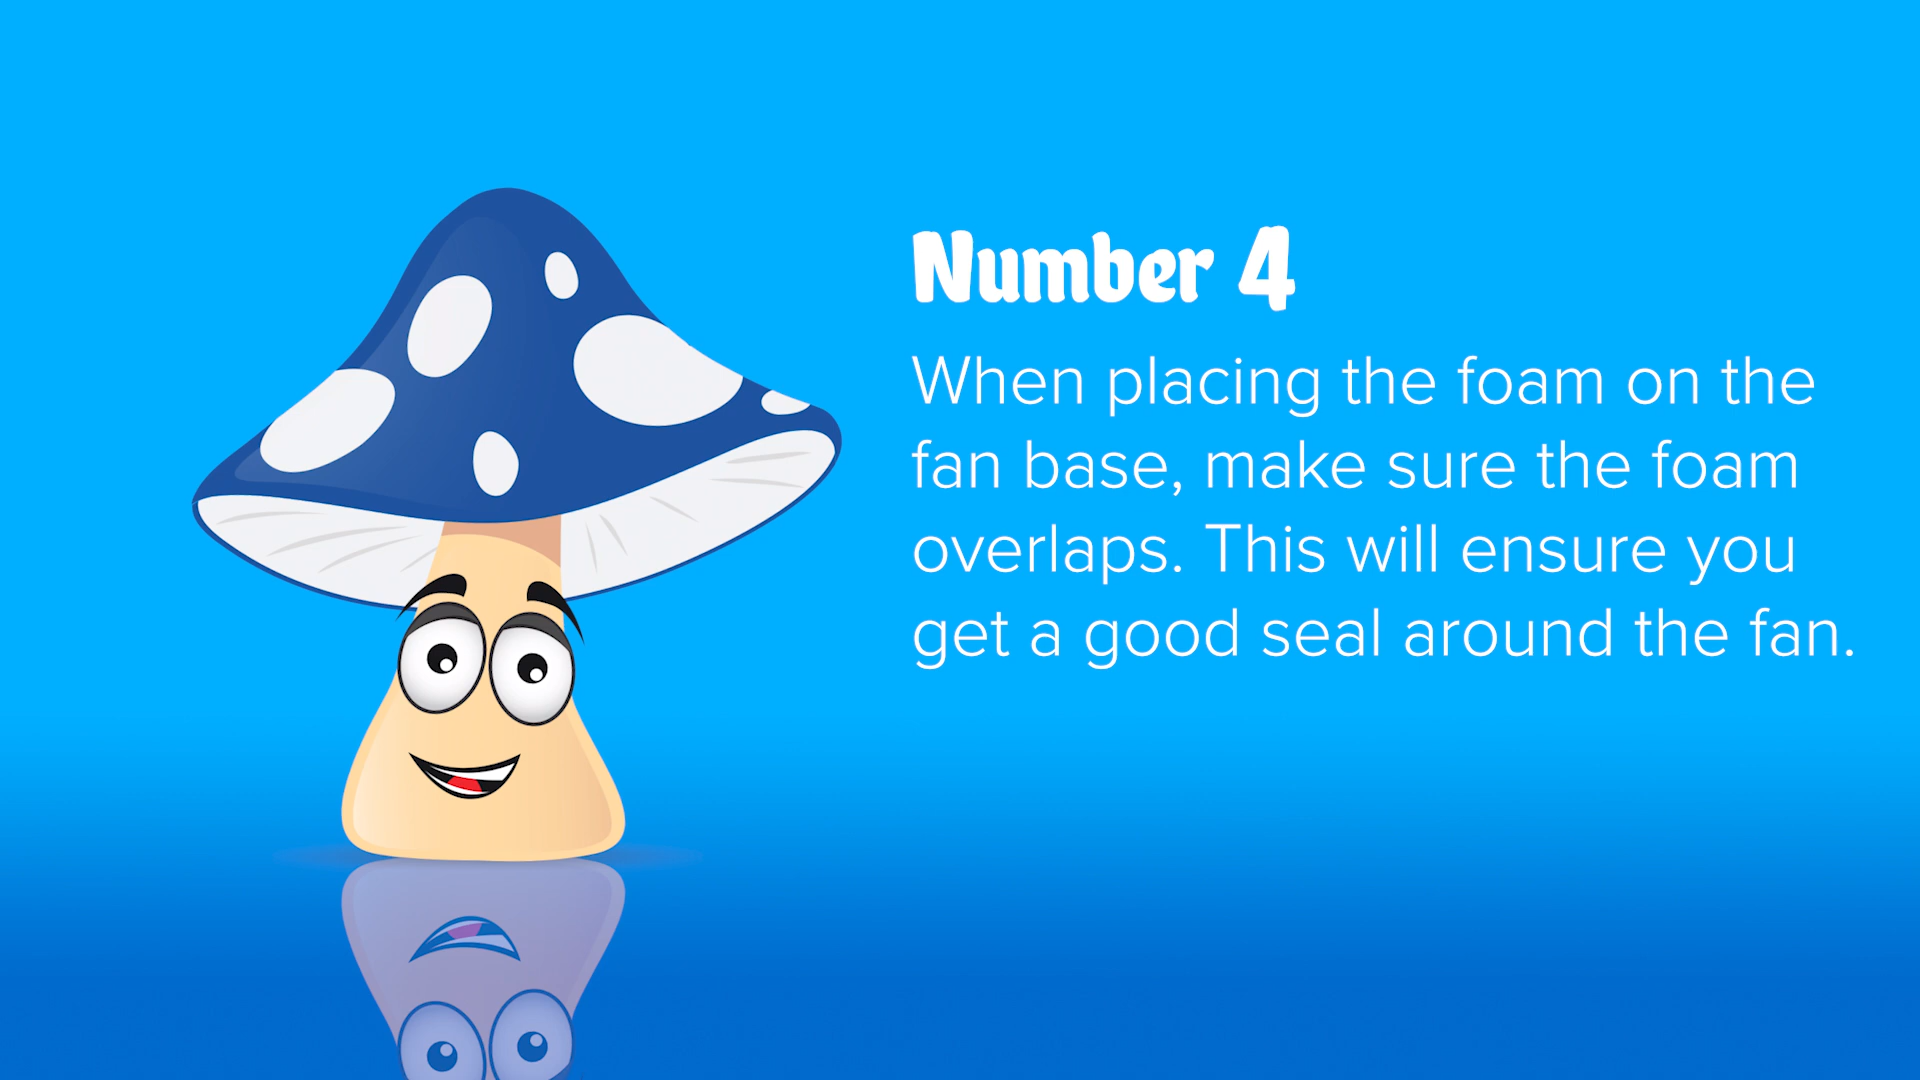 Number 4
When placing the foam on the
fan base, make sure the foam
overlaps. This will ensure you
get a good seal around the fan.